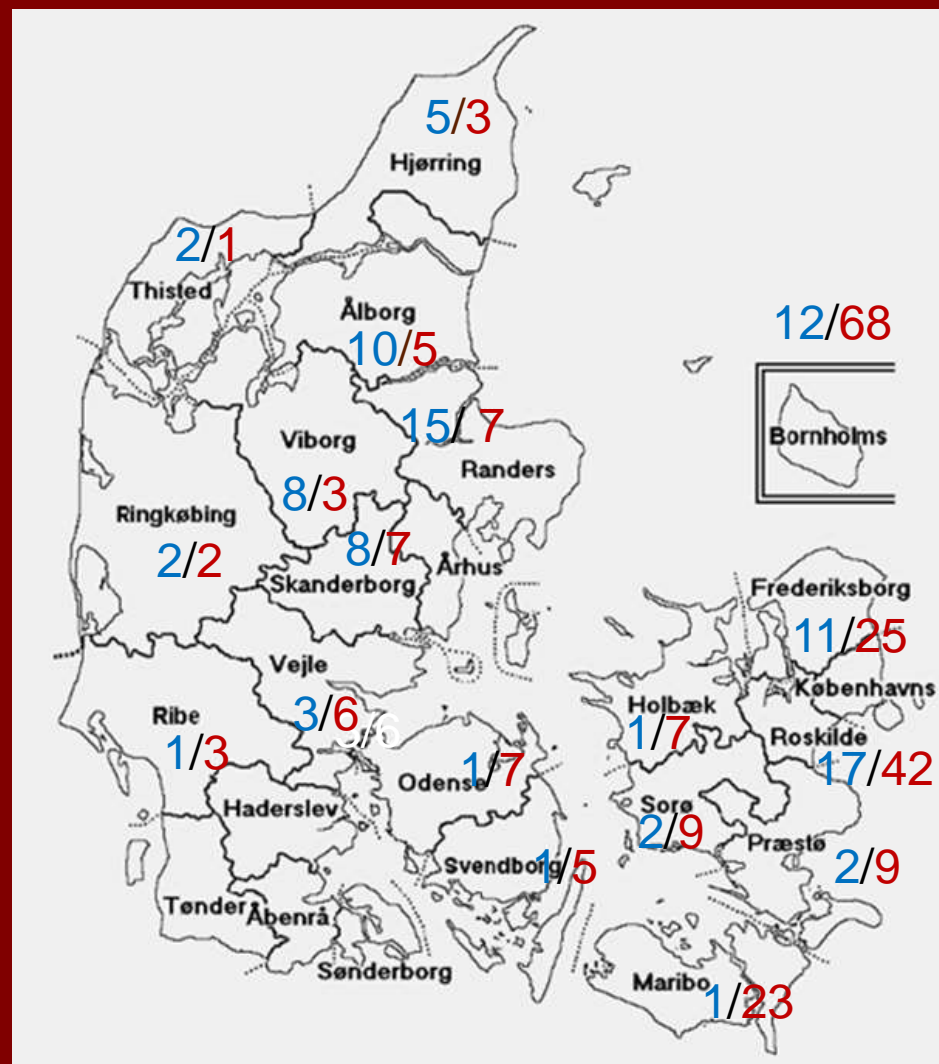 5/3
Hjørring
2/1
Thisted
Ålborg
10/5
12/68
15/ 7
Viborg
Randers
Bornholms
8/3
Ringkøbing
2/2
8/7
Århus
Skanderborg
Frederiksborg
11/25
Vejle
Københavns
3/6
3/6
Holbæk
1/7
Ribe
1/3
Roskilde
17/42
1/7
Odense
Haderslev
Sorø
2/9
Præstø
2/9
Svendborg
1/5
Tønder
Åbenrå
Sønderborg
Maribo
1/23